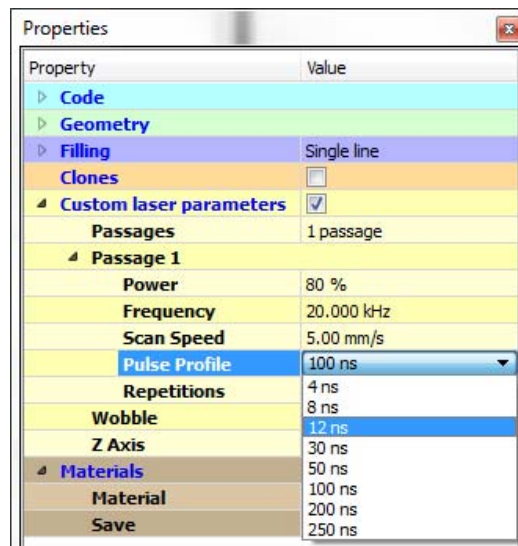 Properties
Property Value
Code
Geometry
Filling Single line
Clones
Custom laser parameters
Passages 1 passage
Passage 1
Power 80 %
Frequency 20.000 kHz
Scan Speed 5.00 mm/s
Pulse Profile 100 ns
Repetitions 4 ns
8 ns
Wobble 12 ns
Z Axis 30 ns
50 ns
Materials
Material 100 ns
200 ns
Save 250 ns